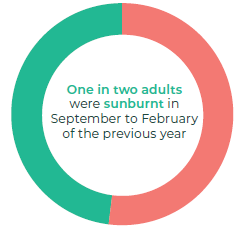 One in two adults
were sunburnt in
September to February
of the previous year